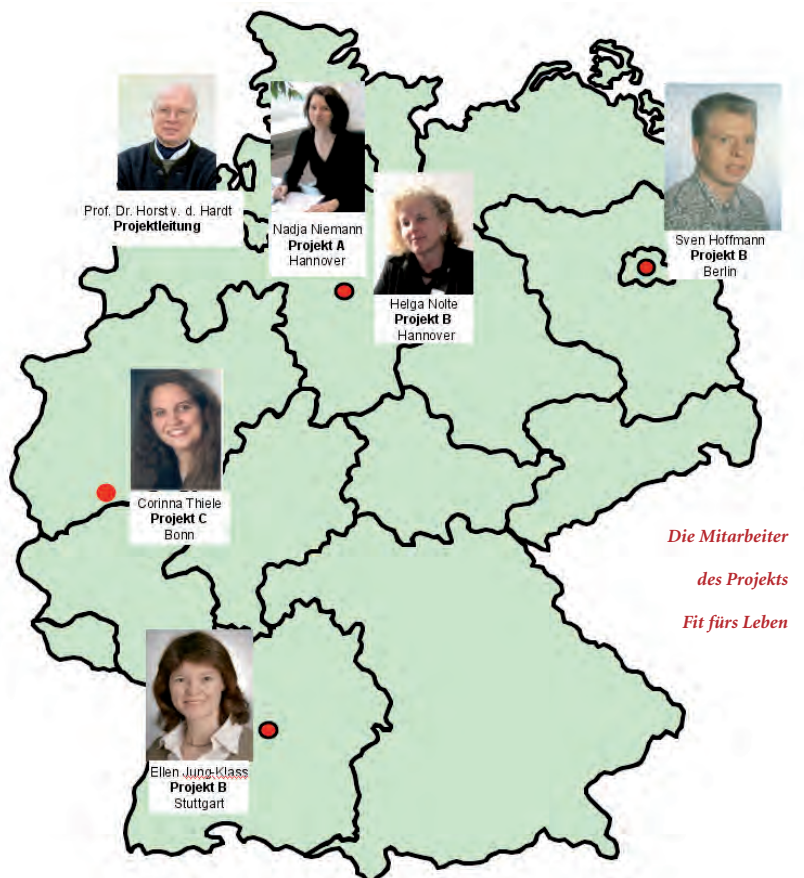 Prof. Dr. Horst v. d. Hardt
Projektleitung
Nadja Niemann
Projekt A
Hannover
Helga Nolte
Projekt B
Hannover
Sven Hoffmann
Projekt B
Berlin
Corinna Thiele
Projekt C
Bonn
Die Mitarbeiter
des Projekts
Fit fürs Leben
Ellen Jung-Klass
Projekt B
Stuttgart